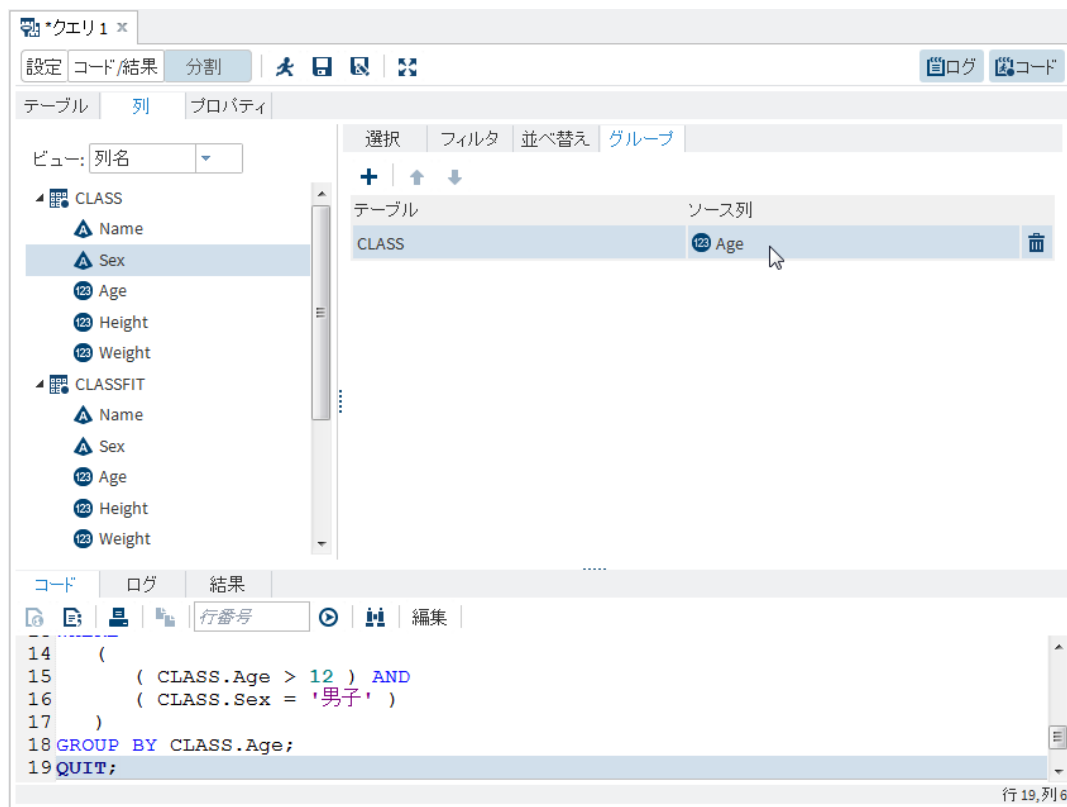 *クエリ 1 ×
設定 コード/結果 分割 ログ コード
テーブル 列 プロパティ
選択 フィルタ 並べ替え グループ
ビュー: 列名
テーブル ソース列
CLASS Age
CLASS
Name
Sex
Age
Height
Weight
CLASSFIT
Name
Sex
Age
Height
Weight
コード ログ 結果
行番号 編集
14 (
15 ( CLASS.Age > 12 ) AND
16 ( CLASS.Sex = '男子' )
17 )
18 GROUP BY CLASS.Age;
19 QUIT;
行 19,列 6